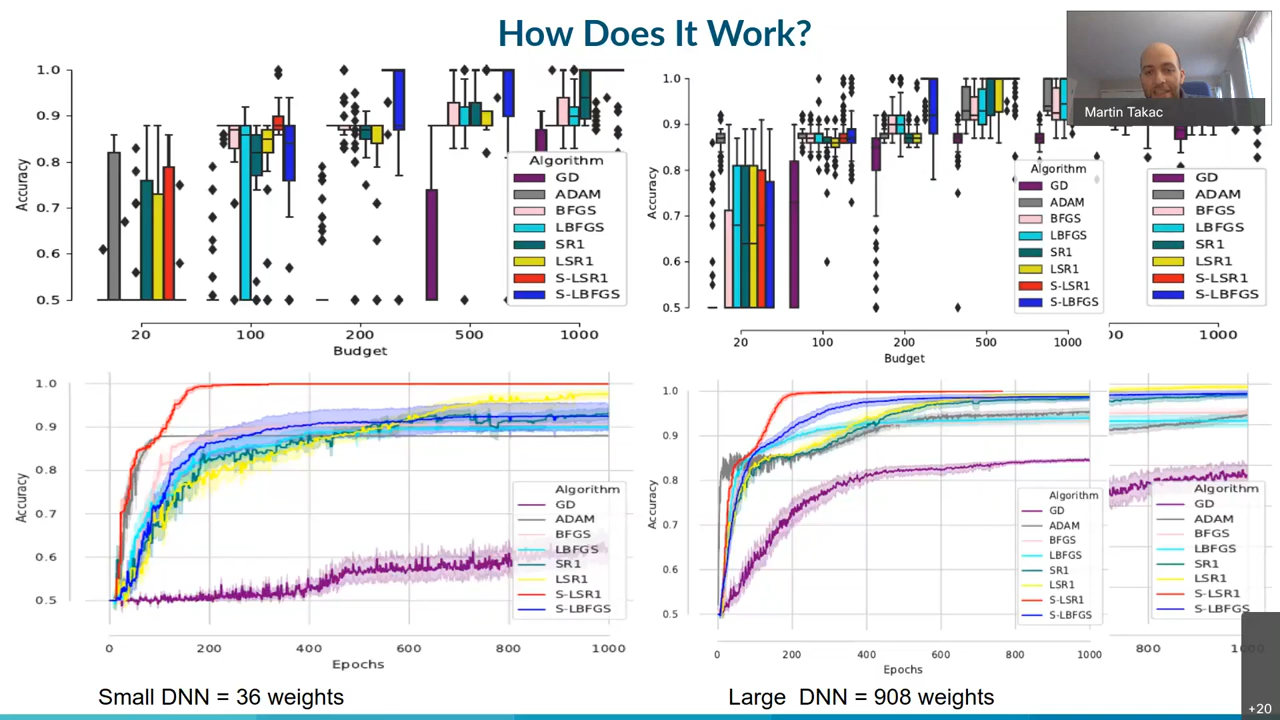 How Does It Work?
Martin Takac
1.0
0.9
0.8
0.7
0.6
0.5
Accuracy
20
100
200
500
1000
Budget
Algorithm
GD
ADAM
BFGS
LBFGS
SR1
LSR1
S-LSR1
S-LBFGS
1.0
0.9
0.8
0.7
0.6
0.5
Accuracy
20
100
200
500
1000
Budget
Algorithm
GD
ADAM
BFGS
LBFGS
SR1
LSR1
S-LSR1
S-LBFGS
GD
ADAM
BFGS
LBFGS
SR1
LSR1
S-LSR1
S-LBFGS
00
1000
1.0
0.9
0.8
0.7
0.6
0.5
Accuracy
0
200
400
600
800
1000
Epochs
Algorithm
GD
ADAM
BFGS
LBFGS
SR1
LSR1
S-LSR1
S-LBFGS
1.0
0.9
0.8
0.7
0.6
0.5
Accuracy
0
200
400
600
800
1000
Epochs
Algorithm
GD
ADAM
BFGS
LBFGS
SR1
LSR1
S-LSR1
S-LBFGS
Algorithm
GD
ADAM
BFGS
LBFGS
SR1
LSR1
S-LSR1
S-LBFGS
800
1000
Small DNN = 36 weights
Large DNN = 908 weights
+20